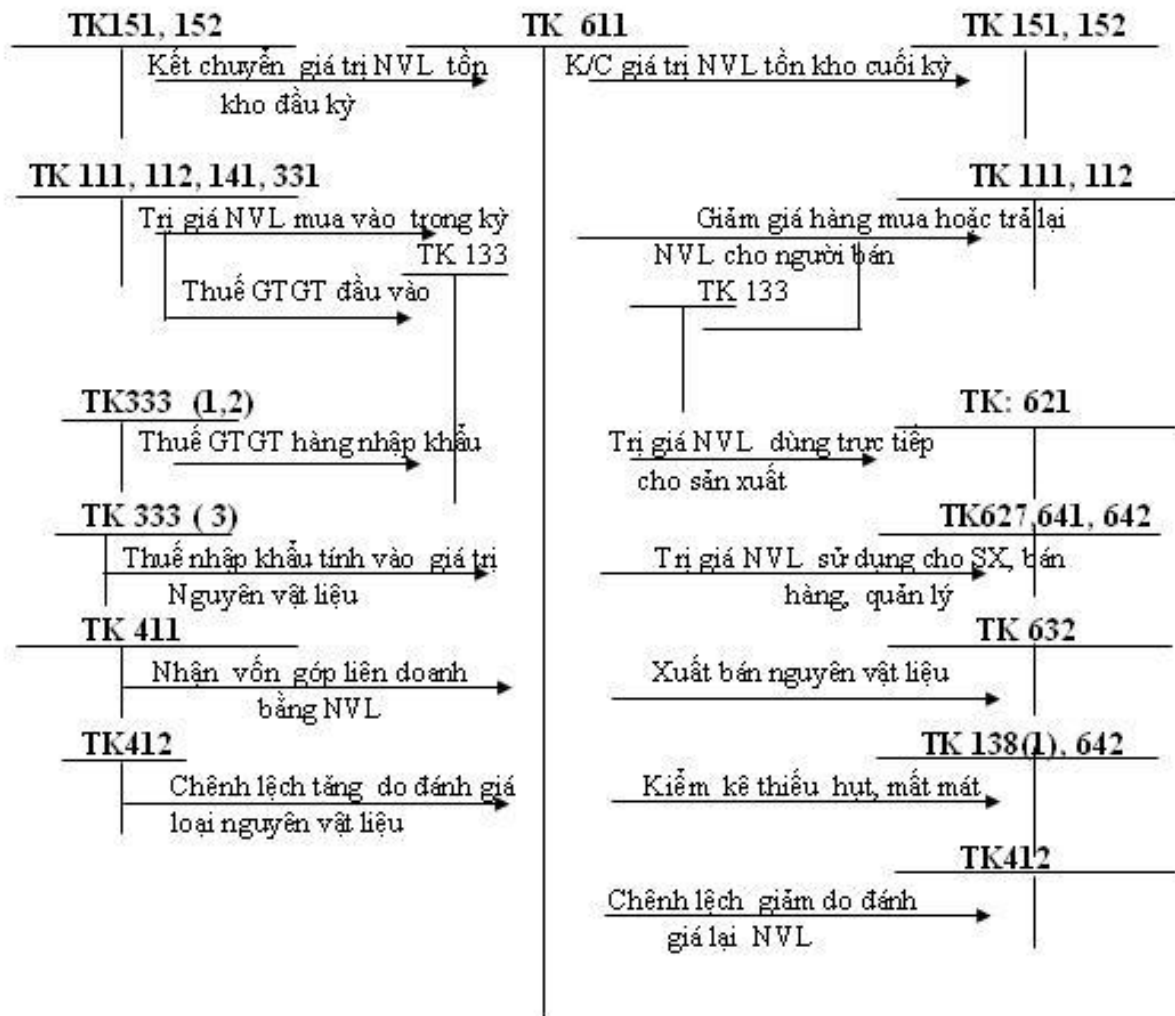 TK151, 152
TK 611
TK 151, 152
Kết chuyển giá trị NVL tồn
kho đầu kỳ
K/C giá trị NVL tồn kho cuối kỳ
TK 111, 112, 141, 331
TK 111, 112
Trị giá NVL mua vào trong kỳ
Giảm giá hàng mua hoặc trả lại
NVL cho người bán
TK 133
Thuế GTGT đầu vào
TK 133
TK333 (1,2)
TK: 621
Thuế GTGT hàng nhập khẩu
Trị giá NVL dùng trực tiếp
cho sản xuất
TK 333 ( 3)
TK627,641, 642
Thuế nhập khẩu tính vào giá trị
Nguyên vật liệu
Trị giá NVL sử dụng cho SX, bán
hàng, quản lý
TK 411
TK 632
Nhận vốn góp liên doanh
bằng NVL
Xuất bán nguyên vật liệu
TK412
TK 138(1), 642
Chênh lệch tăng do đánh giá
loại nguyên vật liệu
Kiểm kê thiếu hụt, mất mát
TK412
Chênh lệch giảm do đánh
giá lại NVL